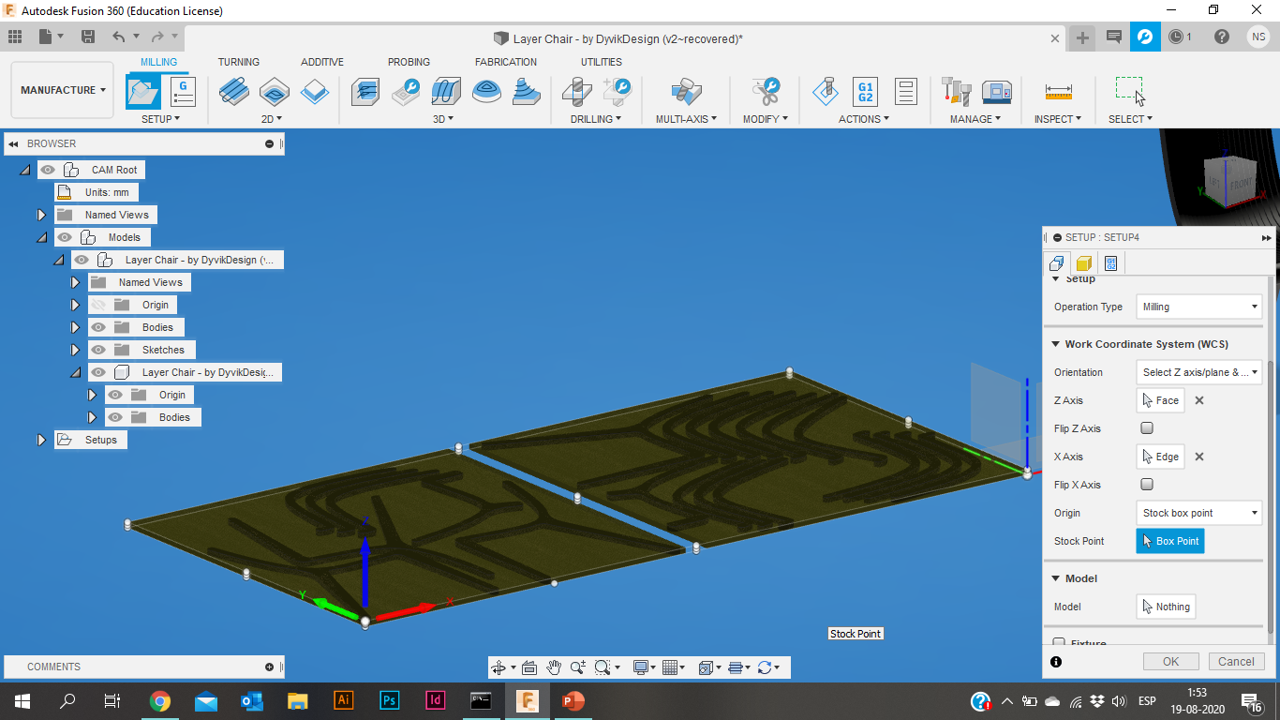 Autodesk Fusion 360 (Education License)
Layer Chair - by DyvikDesign (v2~recovered)*
1
NS
MANUFACTURE
MILLING
TURNING
ADDITIVE
PROBING
FABRICATION
UTILITIES
G
G1
G2
SETUP
2D
3D
DRILLING
MULTI-AXIS
MODIFY
ACTIONS
MANAGE
INSPECT
SELECT
BROWSER
CAM Root
Units: mm
Named Views
Models
Layer Chair - by DyvikDesign (v...
Named Views
Origin
Bodies
Sketches
Layer Chair - by DyvikDesig...
Origin
Bodies
Setups
Z
FRONT
Y
X
Z
Y
X
Stock Point
SETUP : SETUP4
Setup
Operation Type
Milling
Work Coordinate System (WCS)
Orientation
Select Z axis/plane & ...
Z Axis
Face
Flip Z Axis
X Axis
Edge
Flip X Axis
Origin
Stock box point
Stock Point
Box Point
Model
Model
Nothing
Fixture
OK
Cancel
COMMENTS
Ai
Ps
Id
F
P
ESP
1:53
19-08-2020
16